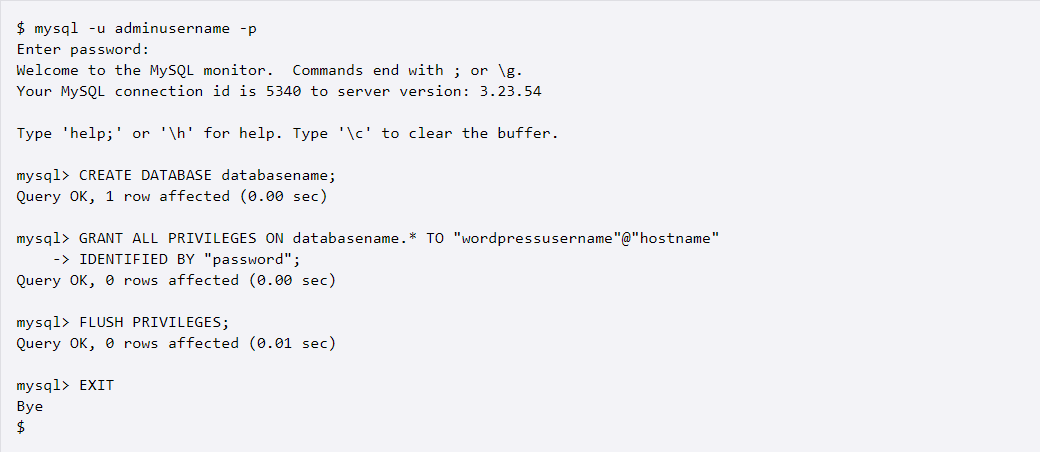 $ mysql -u adminusername -p
Enter password:
Welcome to the MySQL monitor.  Commands end with ; or \g.
Your MySQL connection id is 5340 to server version: 3.23.54
Type 'help;' or '\h' for help. Type '\c' to clear the buffer.
mysql> CREATE DATABASE databasename;
Query OK, 1 row affected (0.00 sec)
mysql> GRANT ALL PRIVILEGES ON databasename.* TO "wordpressusername"@"hostname"
    -> IDENTIFIED BY "password";
Query OK, 0 rows affected (0.00 sec)
mysql> FLUSH PRIVILEGES;
Query OK, 0 rows affected (0.01 sec)
mysql> EXIT
Bye
$